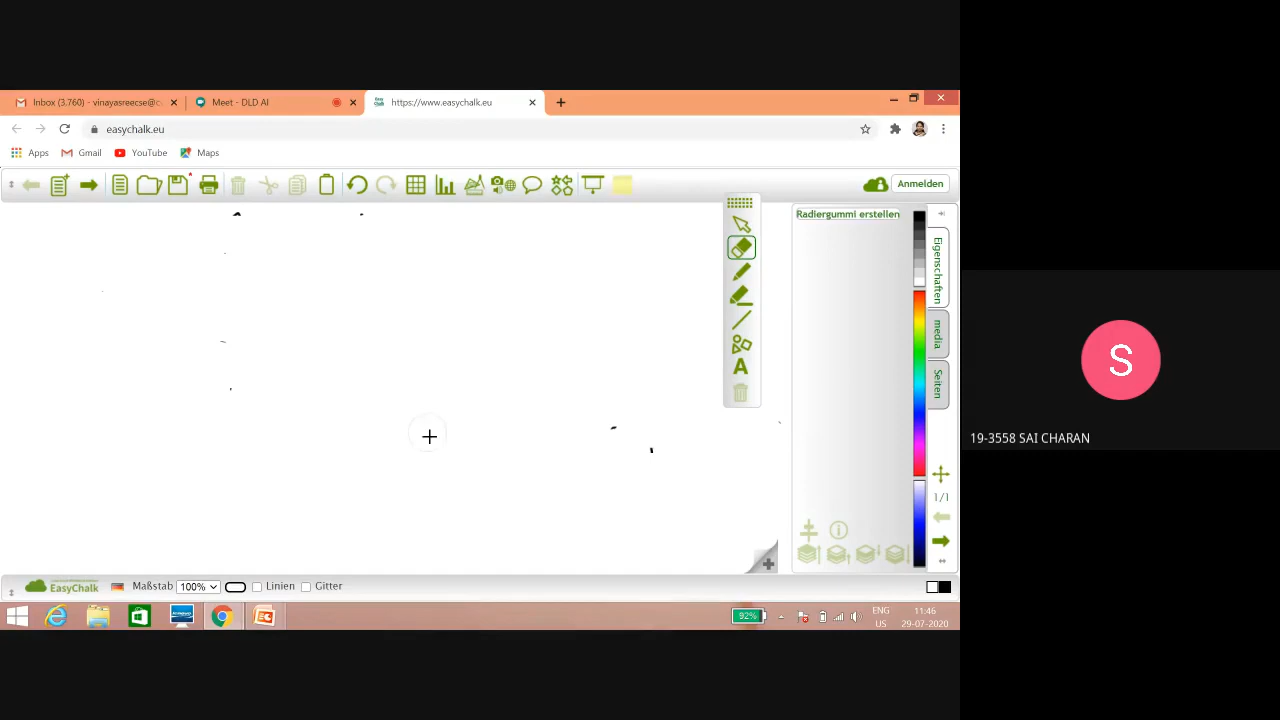 Inbox (3.760) - vinayasreecse@c
Meet - DLD AI
https://www.easychalk.eu
easychalk.eu
Apps
Gmail
YouTube
Maps
Anmelden
Radiergummi erstellen
Eigenschaften
media
Seiten
A
S
19-3558 SAI CHARAN
1/1
EasyChalk
Maßstab
100%
Linien
Gitter
92%
ENG
US
11:46
29-07-2020